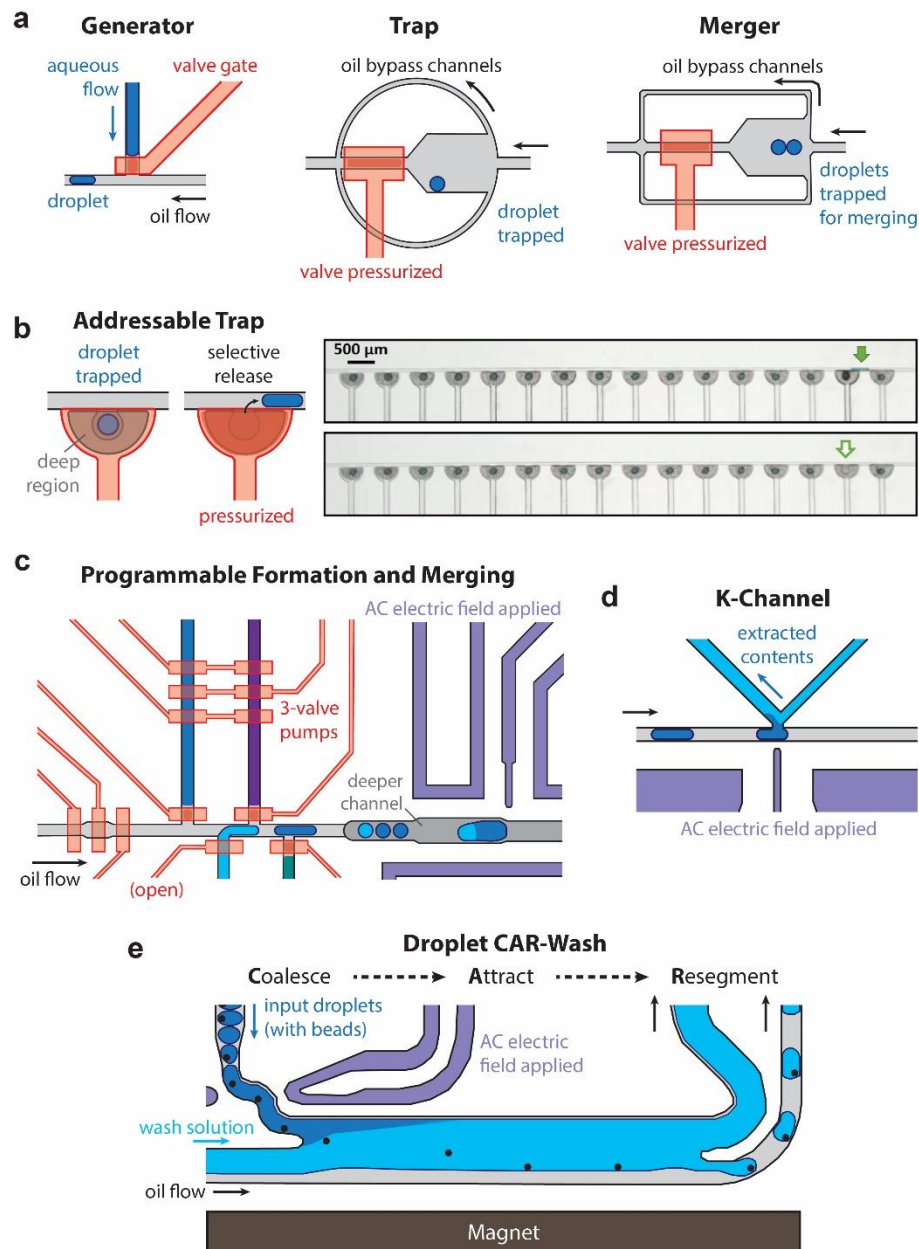 a
Generator
aqueous
flow
valve gate
droplet
oil flow
Trap
oil bypass channels
droplet
trapped
valve pressurized
Merger
oil bypass channels
droplets
trapped
for merging
valve pressurized
b
Addressable Trap
droplet
trapped
selective
release
deep
region
pressurized
500 µm
c
Programmable Formation and Merging
AC electric field applied
3-valve
pumps
deeper
channel
oil flow
(open)
d
K-Channel
extracted
contents
AC electric field applied
e
Droplet CAR-Wash
Coalesce
Attract
Resegment
input droplets
(with beads)
AC electric
field applied
wash solution
oil flow
Magnet